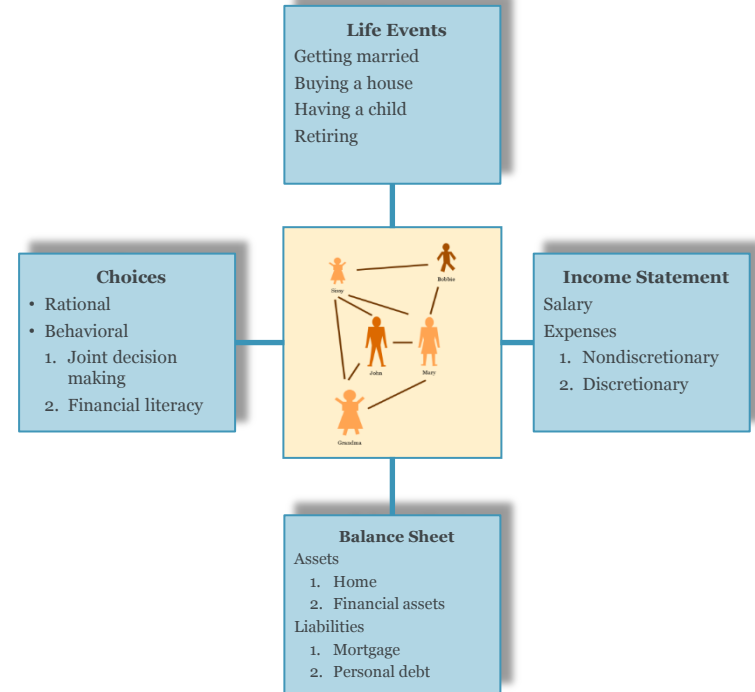 Life Events
Getting married
Buying a house
Having a child
Retiring
Choices
• Rational
• Behavioral
1. Joint decision
making
2. Financial literacy
Sissy
Bobbie
John
Mary
Grandma
Income Statement
Salary
Expenses
1. Nondiscretionary
2. Discretionary
Balance Sheet
Assets
1. Home
2. Financial assets
Liabilities
1. Mortgage
2. Personal debt